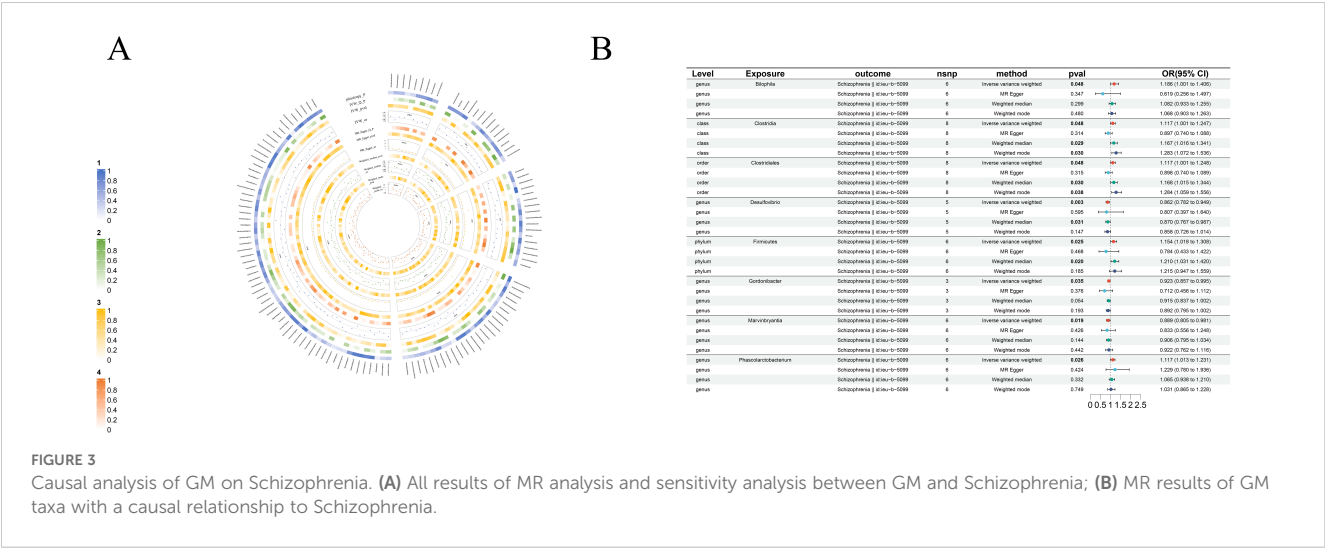 A
B
1
1
0.8
0.6
0.4
0.2
0
2
1
0.8
0.6
0.4
0.2
0
3
1
0.8
0.6
0.4
0.2
0
4
1
0.8
0.6
0.4
0.2
0
Level Exposure outcome nsnp method pval OR(95% CI)
genus Bilophila Schizophrenia || id:ieu-b-5099 6 Inverse variance weighted 0.048 1.186 (1.001 to 1.406)
genus Schizophrenia || id:ieu-b-5099 6 MR Egger 0.347 0.619 (0.256 to 1.497)
genus Schizophrenia || id:ieu-b-5099 6 Weighted median 0.299 1.082 (0.933 to 1.255)
genus Schizophrenia || id:ieu-b-5099 6 Weighted mode 0.480 1.068 (0.903 to 1.263)
class Clostridia Schizophrenia || id:ieu-b-5099 8 Inverse variance weighted 0.048 1.117 (1.001 to 1.247)
class Schizophrenia || id:ieu-b-5099 8 MR Egger 0.314 0.897 (0.740 to 1.088)
class Schizophrenia || id:ieu-b-5099 8 Weighted median 0.029 1.167 (1.016 to 1.341)
class Schizophrenia || id:ieu-b-5099 8 Weighted mode 0.030 1.283 (1.072 to 1.536)
order Clostridiales Schizophrenia || id:ieu-b-5099 8 Inverse variance weighted 0.048 1.117 (1.001 to 1.248)
order Schizophrenia || id:ieu-b-5099 8 MR Egger 0.315 0.898 (0.740 to 1.089)
order Schizophrenia || id:ieu-b-5099 8 Weighted median 0.030 1.168 (1.015 to 1.344)
order Schizophrenia || id:ieu-b-5099 8 Weighted mode 0.038 1.284 (1.059 to 1.556)
genus Desulfovibrio Schizophrenia || id:ieu-b-5099 5 Inverse variance weighted 0.003 0.862 (0.782 to 0.949)
genus Schizophrenia || id:ieu-b-5099 5 MR Egger 0.595 0.807 (0.397 to 1.640)
genus Schizophrenia || id:ieu-b-5099 5 Weighted median 0.031 0.870 (0.767 to 0.987)
genus Schizophrenia || id:ieu-b-5099 5 Weighted mode 0.147 0.858 (0.726 to 1.014)
phylum Firmicutes Schizophrenia || id:ieu-b-5099 6 Inverse variance weighted 0.025 1.154 (1.018 to 1.308)
phylum Schizophrenia || id:ieu-b-5099 6 MR Egger 0.468 0.784 (0.433 to 1.422)
phylum Schizophrenia || id:ieu-b-5099 6 Weighted median 0.020 1.210 (1.031 to 1.420)
phylum Schizophrenia || id:ieu-b-5099 6 Weighted mode 0.185 1.215 (0.947 to 1.559)
genus Gordonibacter Schizophrenia || id:ieu-b-5099 3 Inverse variance weighted 0.035 0.923 (0.857 to 0.995)
genus Schizophrenia || id:ieu-b-5099 3 MR Egger 0.376 0.712 (0.456 to 1.112)
genus Schizophrenia || id:ieu-b-5099 3 Weighted median 0.054 0.915 (0.837 to 1.002)
genus Schizophrenia || id:ieu-b-5099 3 Weighted mode 0.193 0.892 (0.795 to 1.002)
genus Marvinbryantia Schizophrenia || id:ieu-b-5099 6 Inverse variance weighted 0.019 0.889 (0.805 to 0.981)
genus Schizophrenia || id:ieu-b-5099 6 MR Egger 0.426 0.833 (0.556 to 1.248)
genus Schizophrenia || id:ieu-b-5099 6 Weighted median 0.144 0.906 (0.795 to 1.034)
genus Schizophrenia || id:ieu-b-5099 6 Weighted mode 0.442 0.922 (0.762 to 1.116)
genus Phascolarctobacterium Schizophrenia || id:ieu-b-5099 6 Inverse variance weighted 0.026 1.117 (1.013 to 1.231)
genus Schizophrenia || id:ieu-b-5099 6 MR Egger 0.424 1.229 (0.780 to 1.936)
genus Schizophrenia || id:ieu-b-5099 6 Weighted median 0.332 1.065 (0.938 to 1.210)
genus Schizophrenia || id:ieu-b-5099 6 Weighted mode 0.749 1.031 (0.865 to 1.228)
0 0.5 1 1.5 2 2.5
FIGURE 3
Causal analysis of GM on Schizophrenia. (A) All results of MR analysis and sensitivity analysis between GM and Schizophrenia; (B) MR results of GM
taxa with a causal relationship to Schizophrenia.